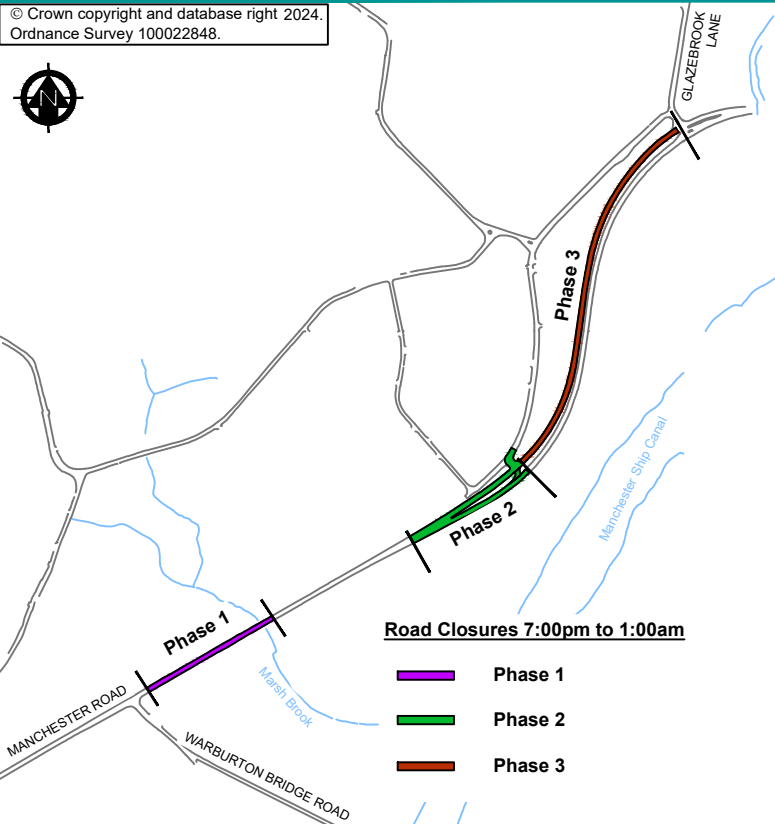 © Crown copyright and database right 2024.
Ordnance Survey 100022848.
N
GLAZEBROOK
LANE
Phase 3
Manchester Ship Canal
Phase 2
Phase 1
Marsh Brook
MANCHESTER ROAD
WARBURTON BRIDGE ROAD
Road Closures 7:00pm to 1:00am
Phase 1
Phase 2
Phase 3